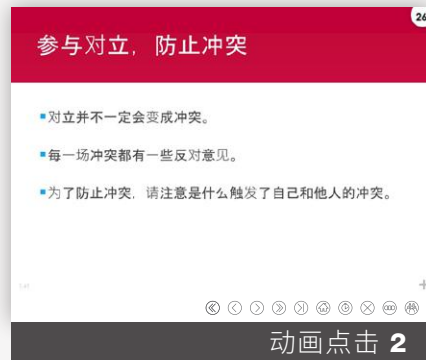 26
参与对立，防止冲突
对立并不一定会变成冲突。
每一场冲突都有一些反对意见。
为了防止冲突，请注意是什么触发了自己和他人的冲突。
动画点击 2